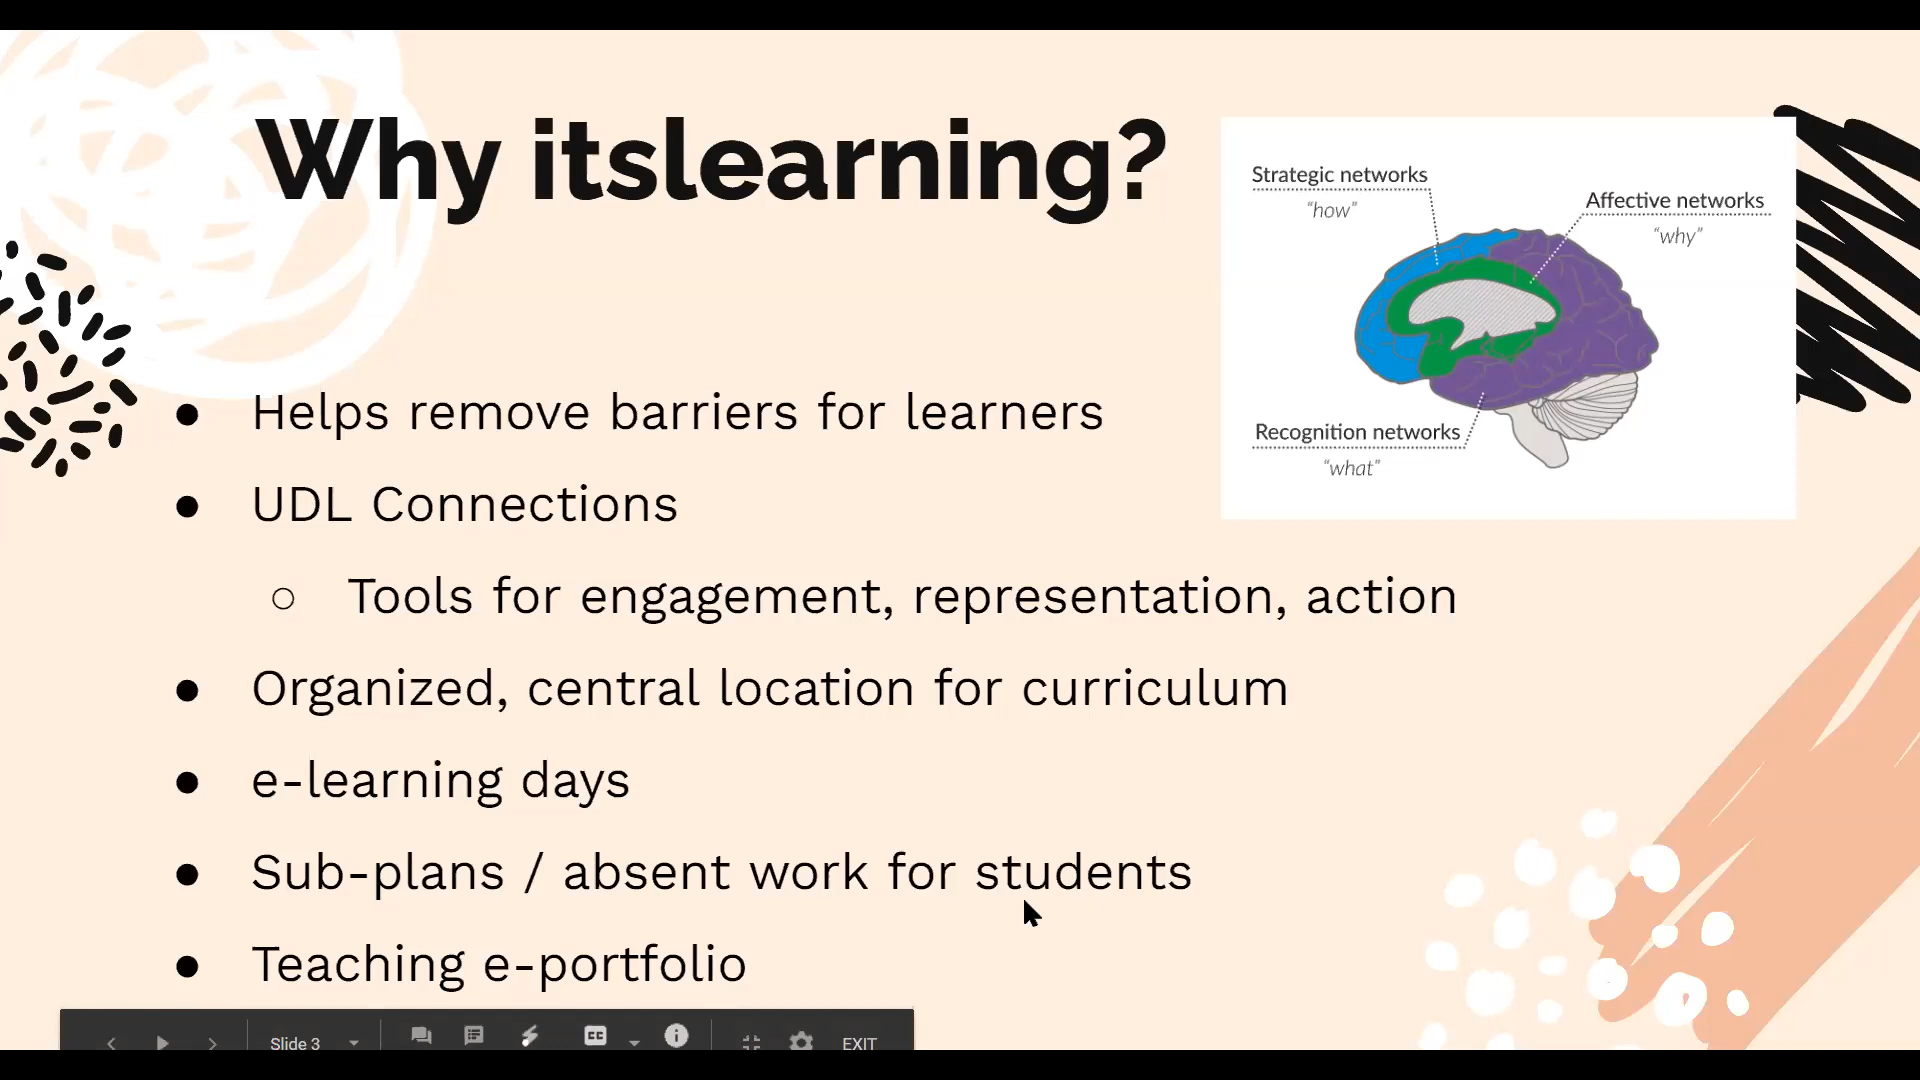 Why itslearning?
Strategic networks
“how”
Affective networks
“why”
Recognition networks
“what”
Helps remove barriers for learners
UDL Connections
Tools for engagement, representation, action
Organized, central location for curriculum
e-learning days
Sub-plans / absent work for students
Teaching e-portfolio
Slide 3
CC
EXIT